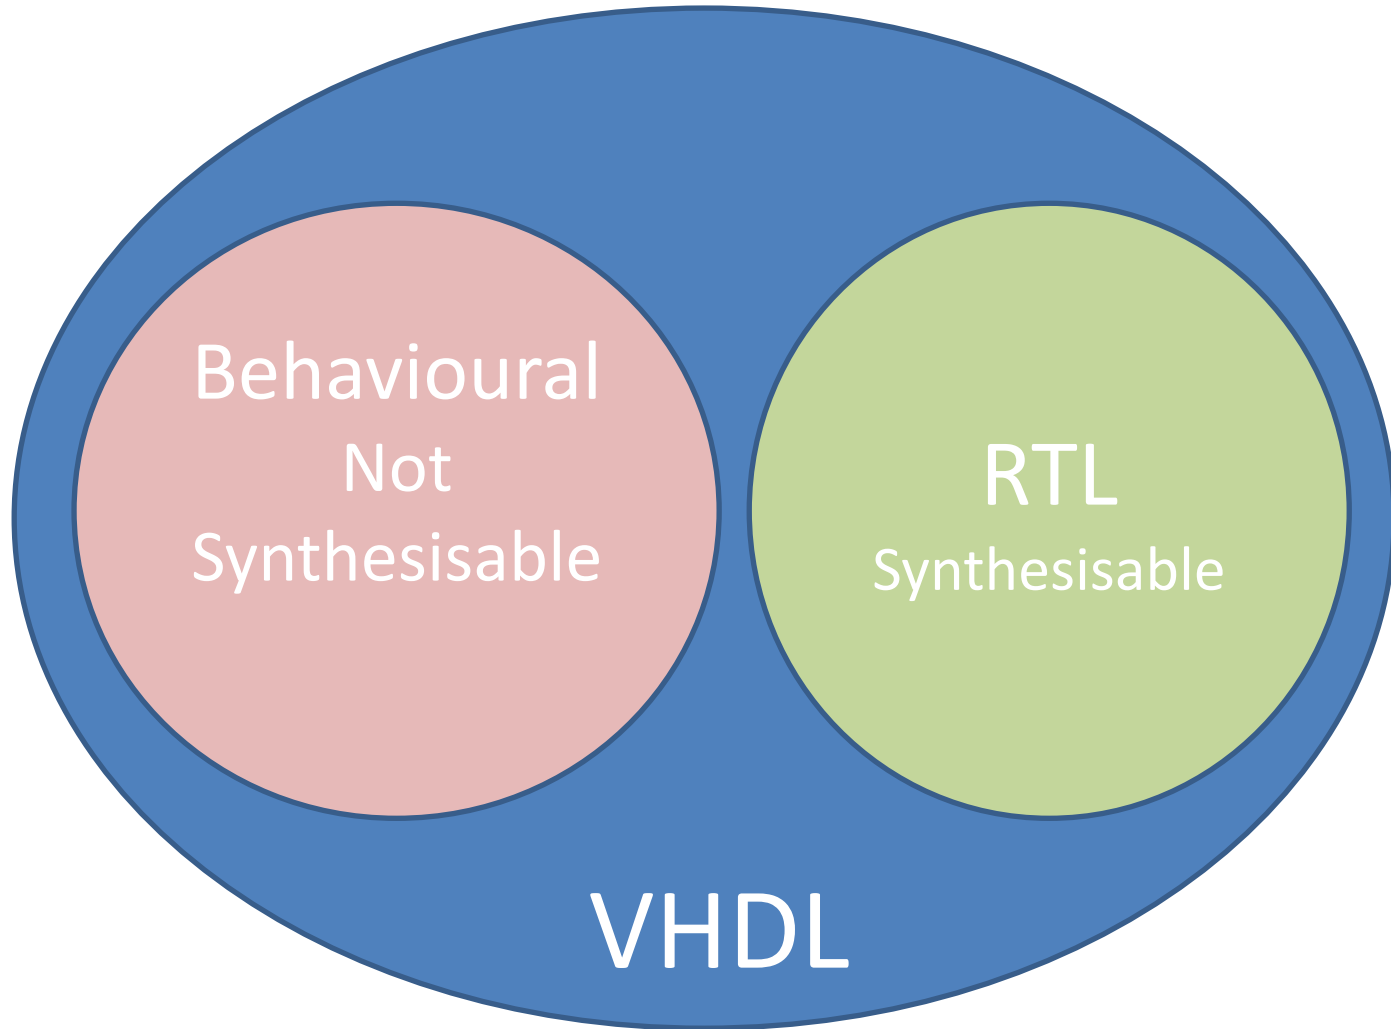 Behavioural
Not
Synthesisable
RTL
Synthesisable
VHDL